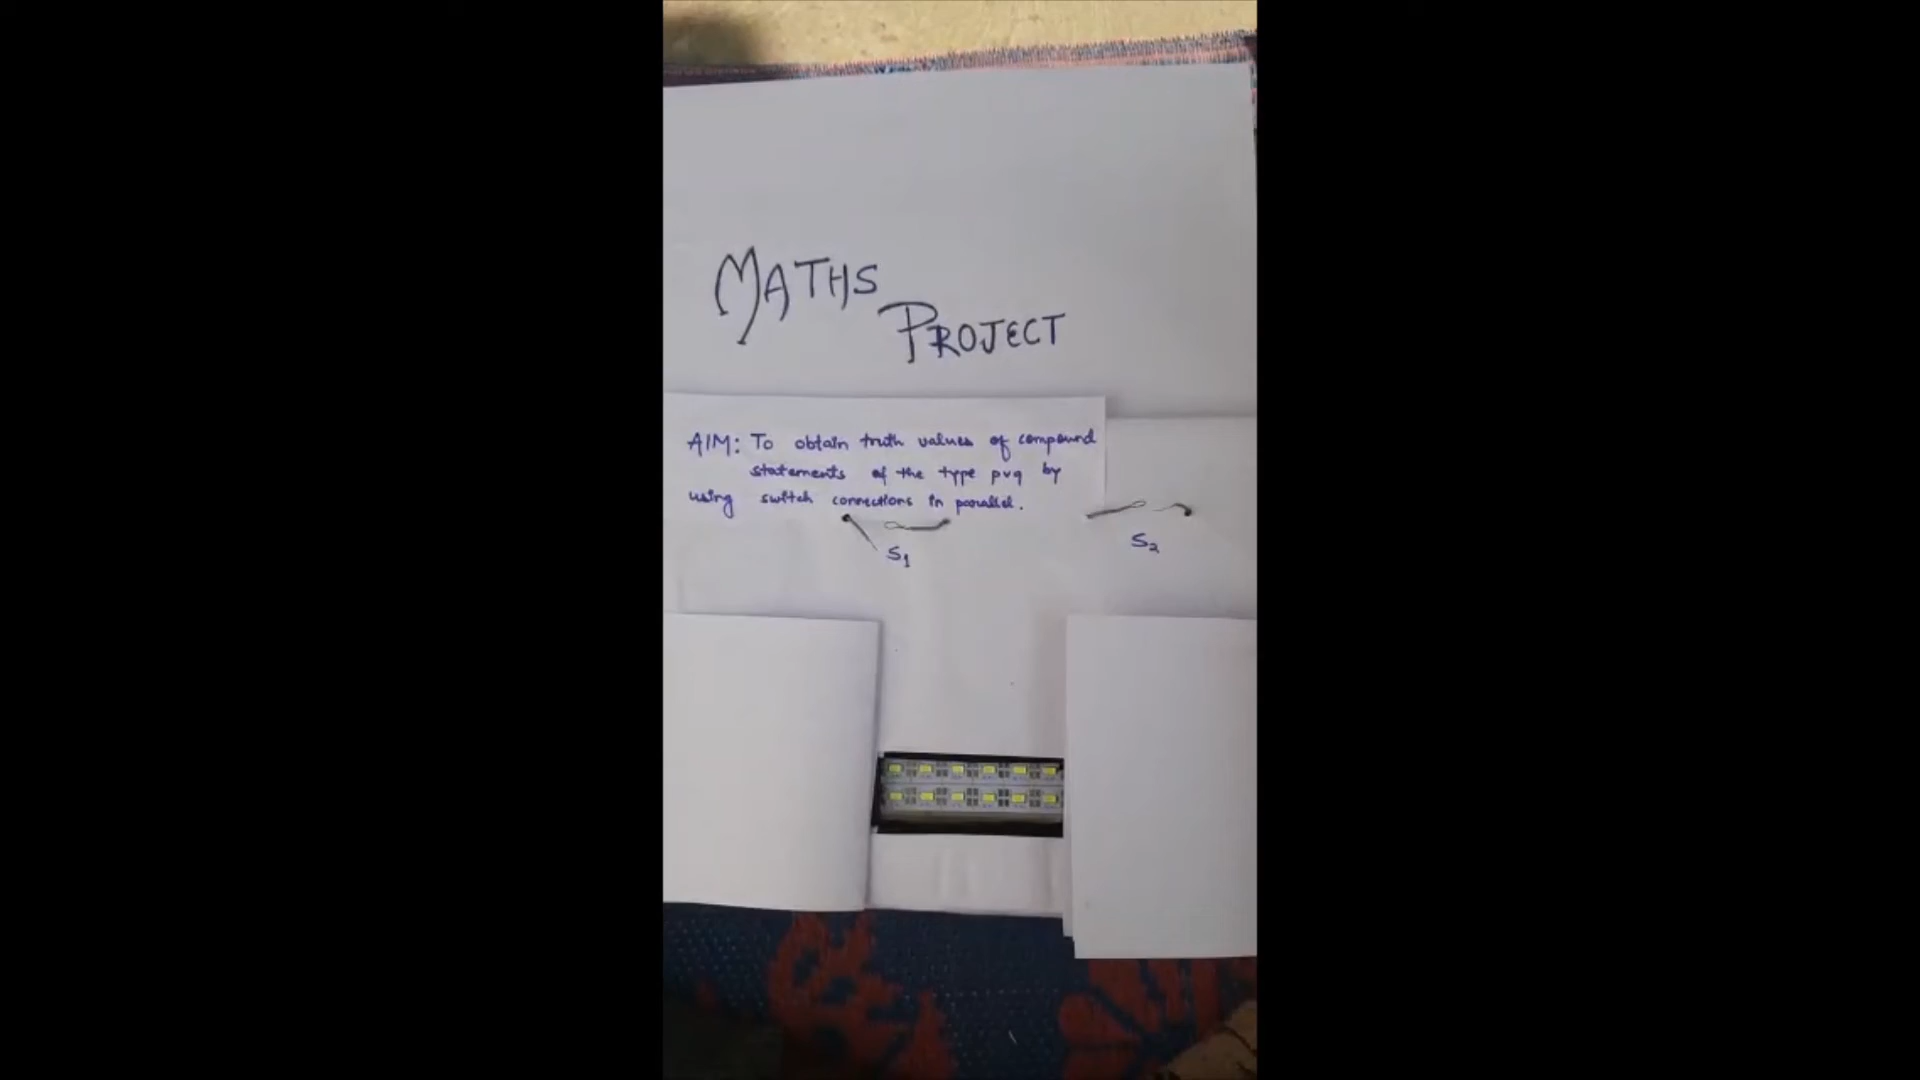 MATHS
PROJECT
AIM: To obtain truth values of compound
statements of the type pvq by
using switch connections in parallel.
S₁
S₂